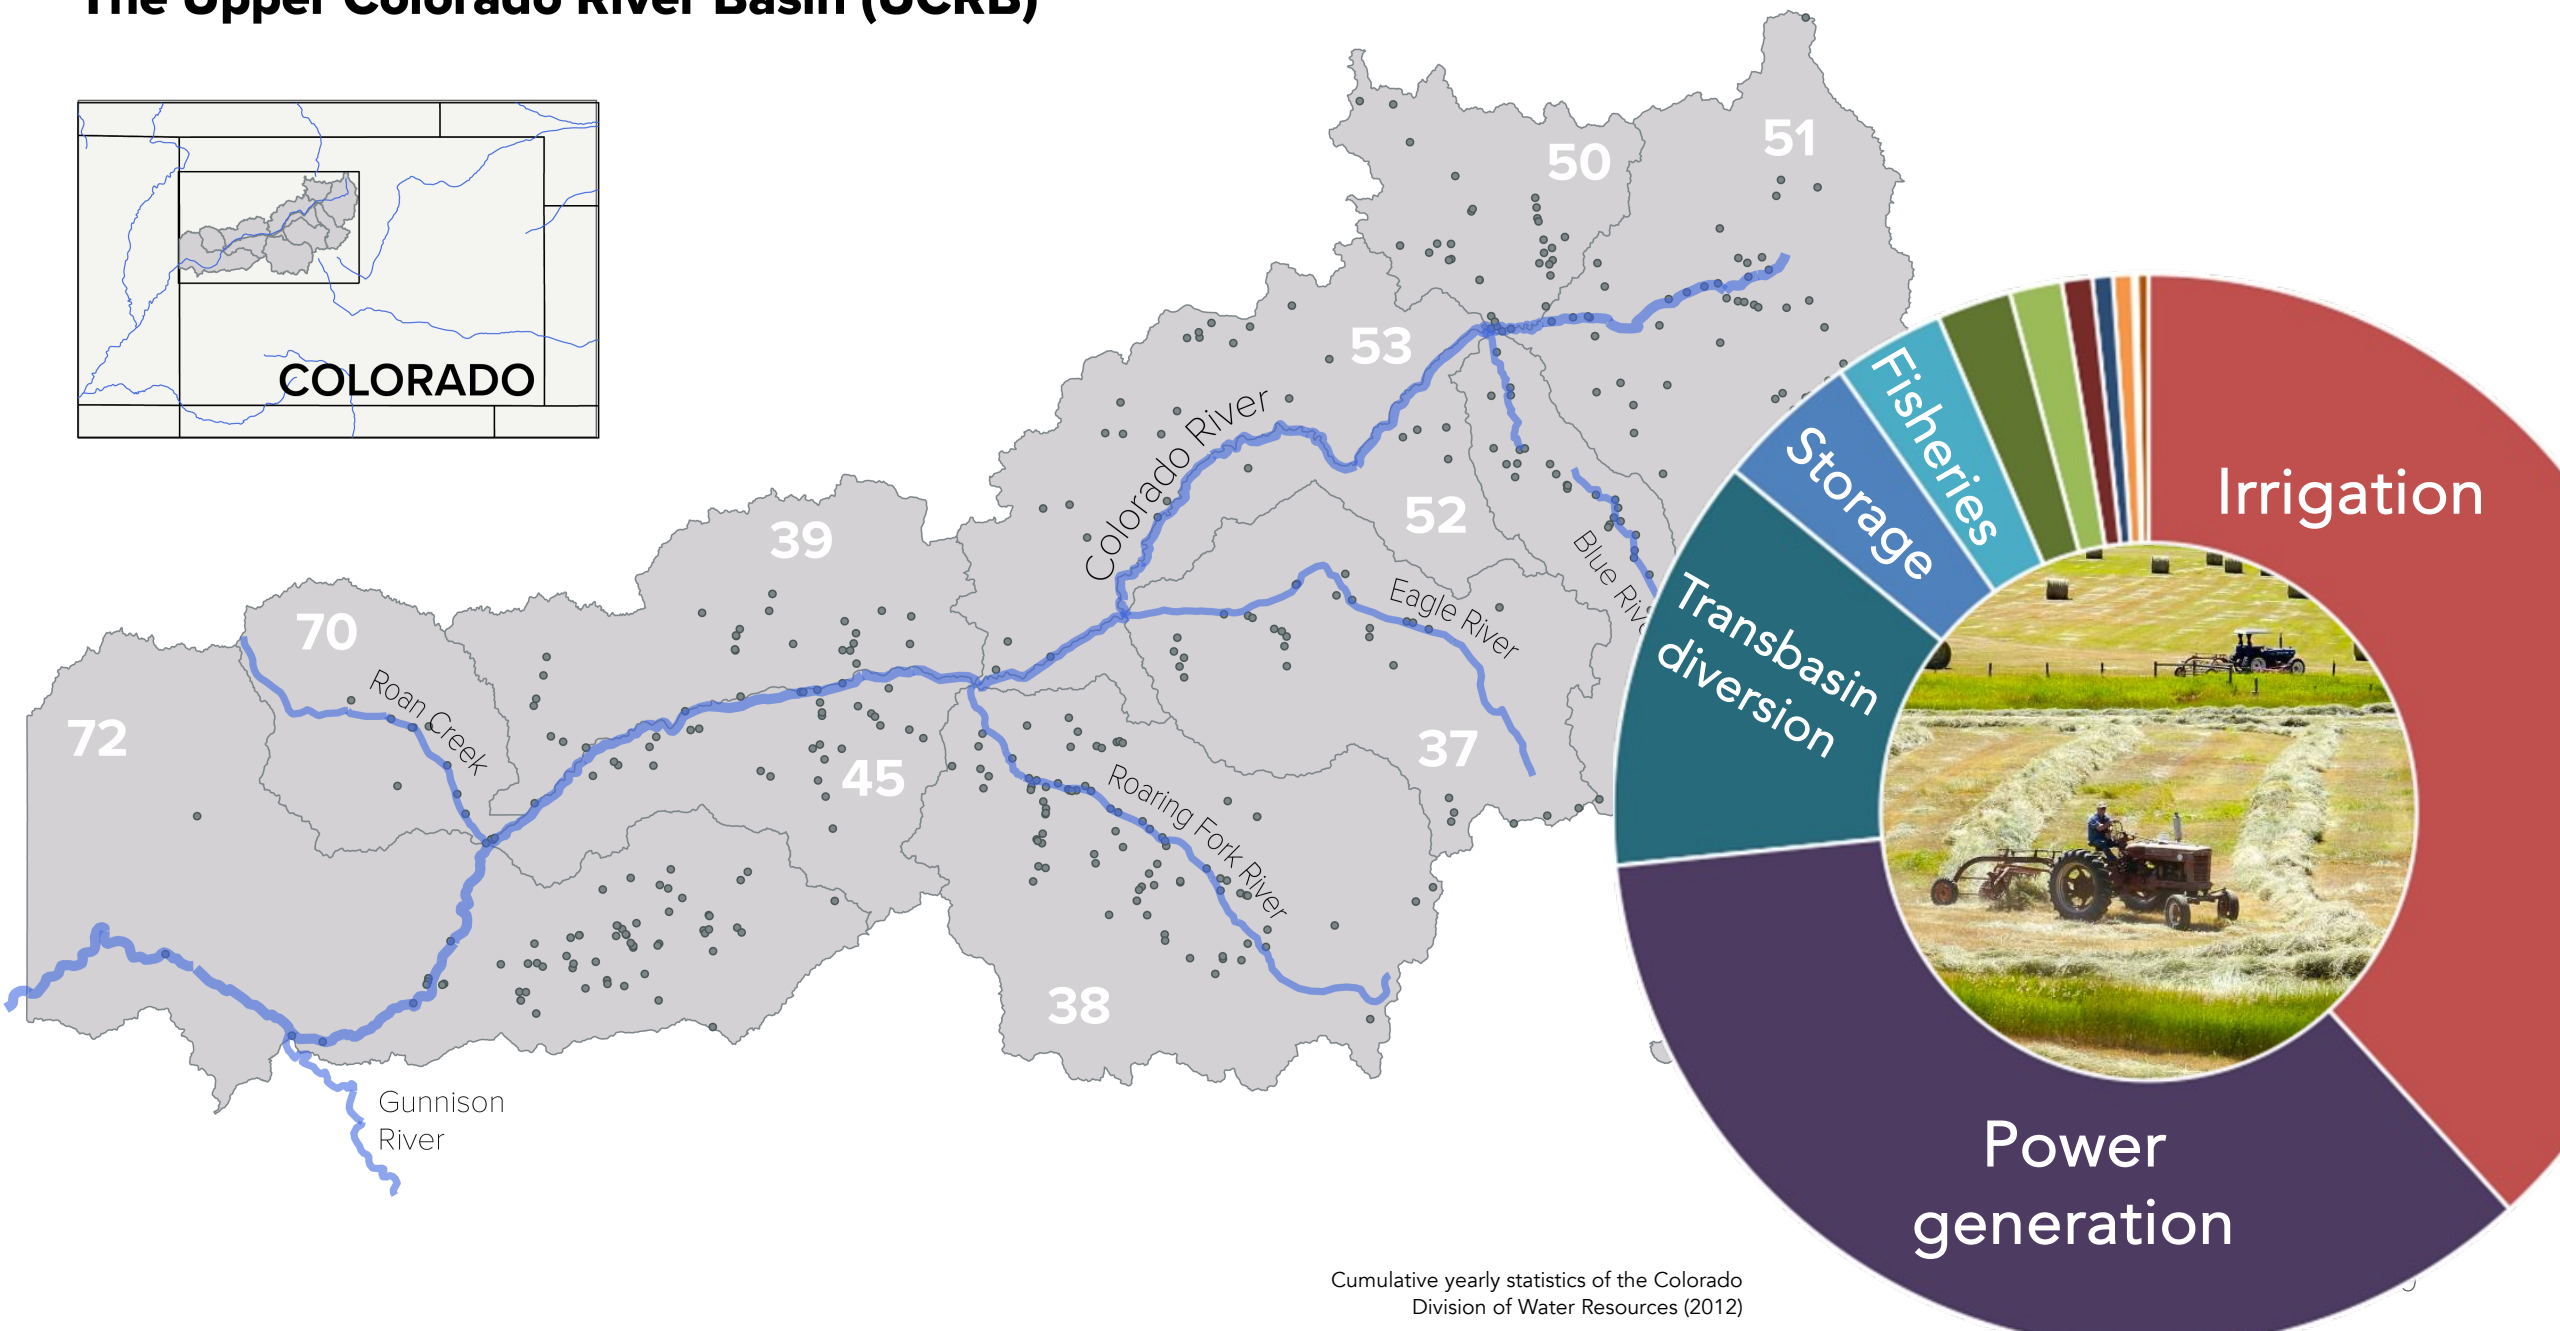 The Upper Colorado River Basin (UCRB)
COLORADO
51
50
53
52
39
70
72
45
37
38
Colorado River
Blue
Eagle River
Roan Creek
Roaring Fork River
Gunnison
River
Irrigation
Fisheries
Storage
Transbasin
diversion
Power
generation
Cumulative yearly statistics of the Colorado
Division of Water Resources (2012)